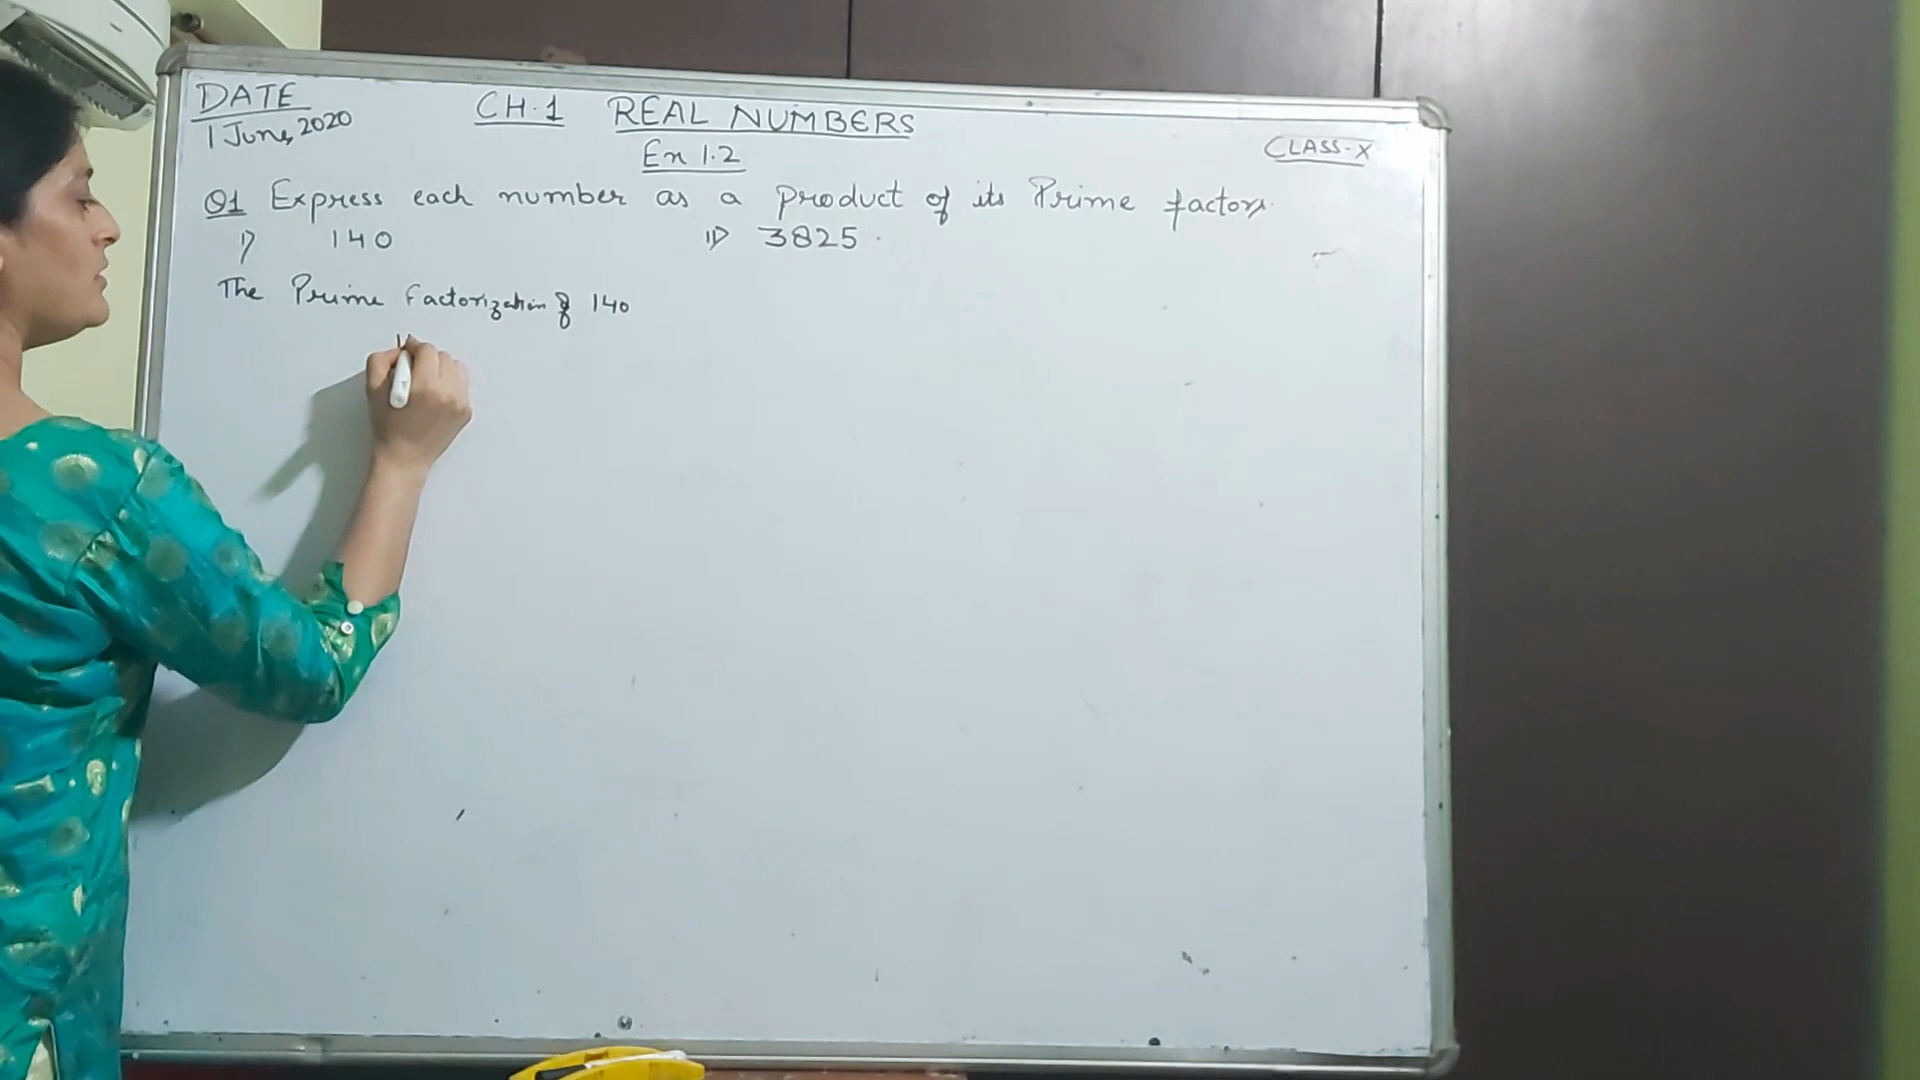 DATE
1 June, 2020
CH.1 REAL NUMBERS
Ex 1.2
CLASS-X
Q1 Express each number as a product of its Prime factors.
i) 140 ii) 3825.
The Prime factorization of 140